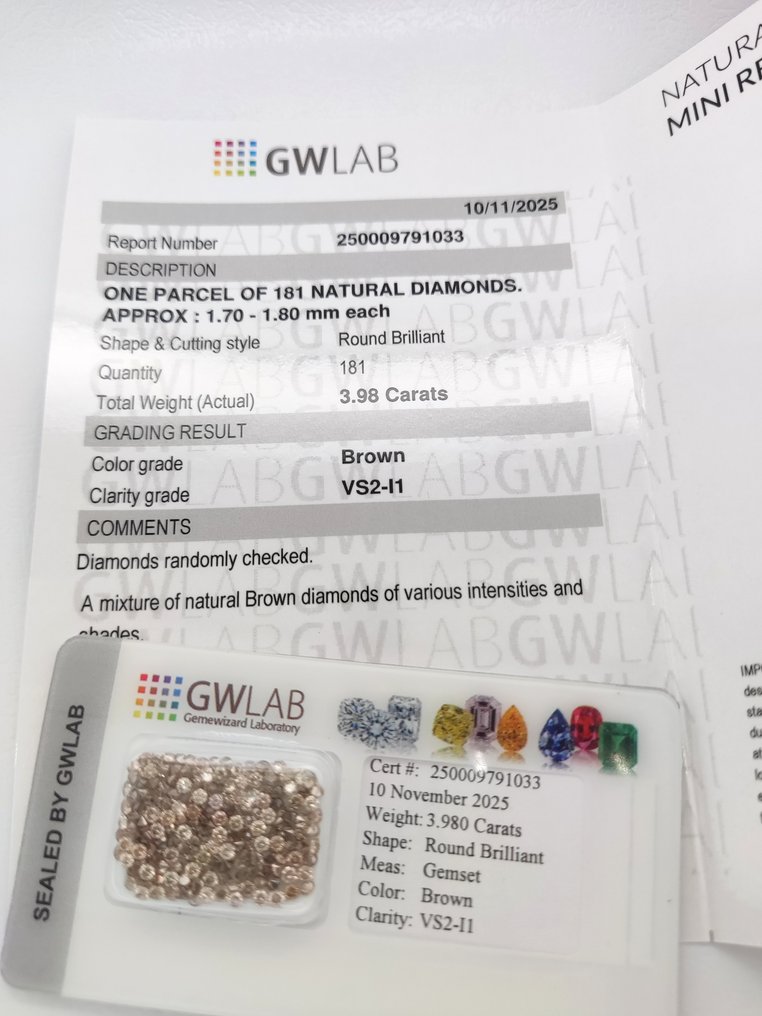 NATURA
MINI RE
GWLAB
10/11/2025
Report Number 250009791033
DESCRIPTION
ONE PARCEL OF 181 NATURAL DIAMONDS.
APPROX : 1.70 - 1.80 mm each
Shape & Cutting style Round Brilliant
Quantity 181
Total Weight (Actual) 3.98 Carats
GRADING RESULT
Color grade Brown
Clarity grade VS2-I1
COMMENTS
Diamonds randomly checked.
A mixture of natural Brown diamonds of various intensities and
shades.
SEALED BY GWLAB
GWLAB
Gemewizard Laboratory
Cert #: 250009791033
10 November 2025
Weight: 3.980 Carats
Shape: Round Brilliant
Meas: Gemset
Color: Brown
Clarity: VS2-I1